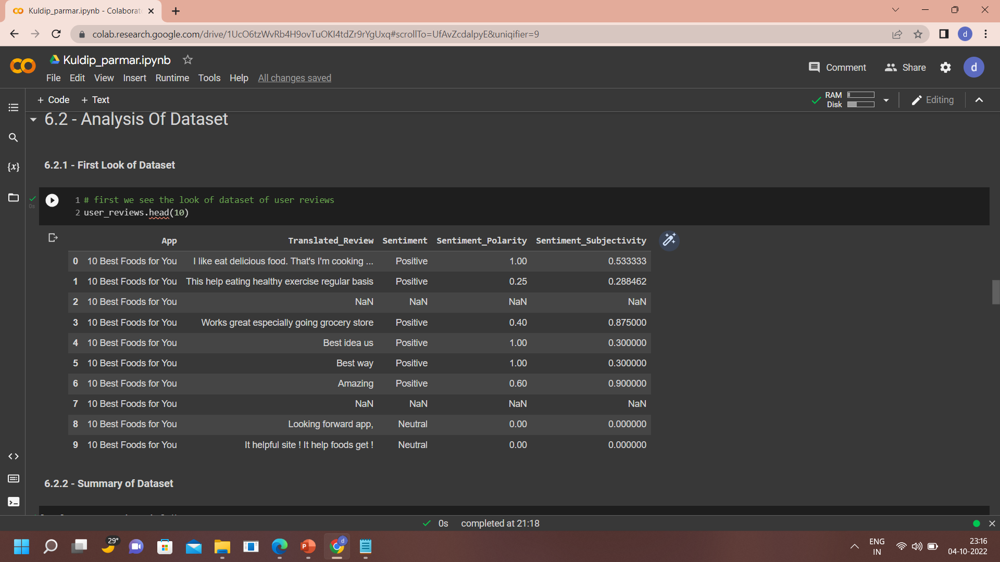 Kuldip_parmar.ipynb - Colaborat
colab.research.google.com/drive/1UcO6tzWvRb4H9ovTuOKI4tdZr9rYgUxq#scrollTo=UfAvZcdalpyE&uniqifier=9
d
Kuldip_parmar.ipynb
Comment Share d
File Edit View Insert Runtime Tools Help All changes saved
+ Code + Text
RAM
Disk
Editing
6.2 - Analysis Of Dataset
6.2.1 - First Look of Dataset
{x}
0s
1 # first we see the look of dataset of user reviews
2 user_reviews.head(10)
App Translated_Review Sentiment Sentiment_Polarity Sentiment_Subjectivity
0 10 Best Foods for You I like eat delicious food. That's I'm cooking ... Positive 1.00 0.533333
1 10 Best Foods for You This help eating healthy exercise regular basis Positive 0.25 0.288462
2 10 Best Foods for You NaN NaN NaN NaN
3 10 Best Foods for You Works great especially going grocery store Positive 0.40 0.875000
4 10 Best Foods for You Best idea us Positive 1.00 0.300000
5 10 Best Foods for You Best way Positive 1.00 0.300000
6 10 Best Foods for You Amazing Positive 0.60 0.900000
7 10 Best Foods for You NaN NaN NaN NaN
8 10 Best Foods for You Looking forward app, Neutral 0.00 0.000000
9 10 Best Foods for You It helpful site ! It help foods get ! Neutral 0.00 0.000000
6.2.2 - Summary of Dataset
0s completed at 21:18
29°
d
ENG
IN
23:16
04-10-2022